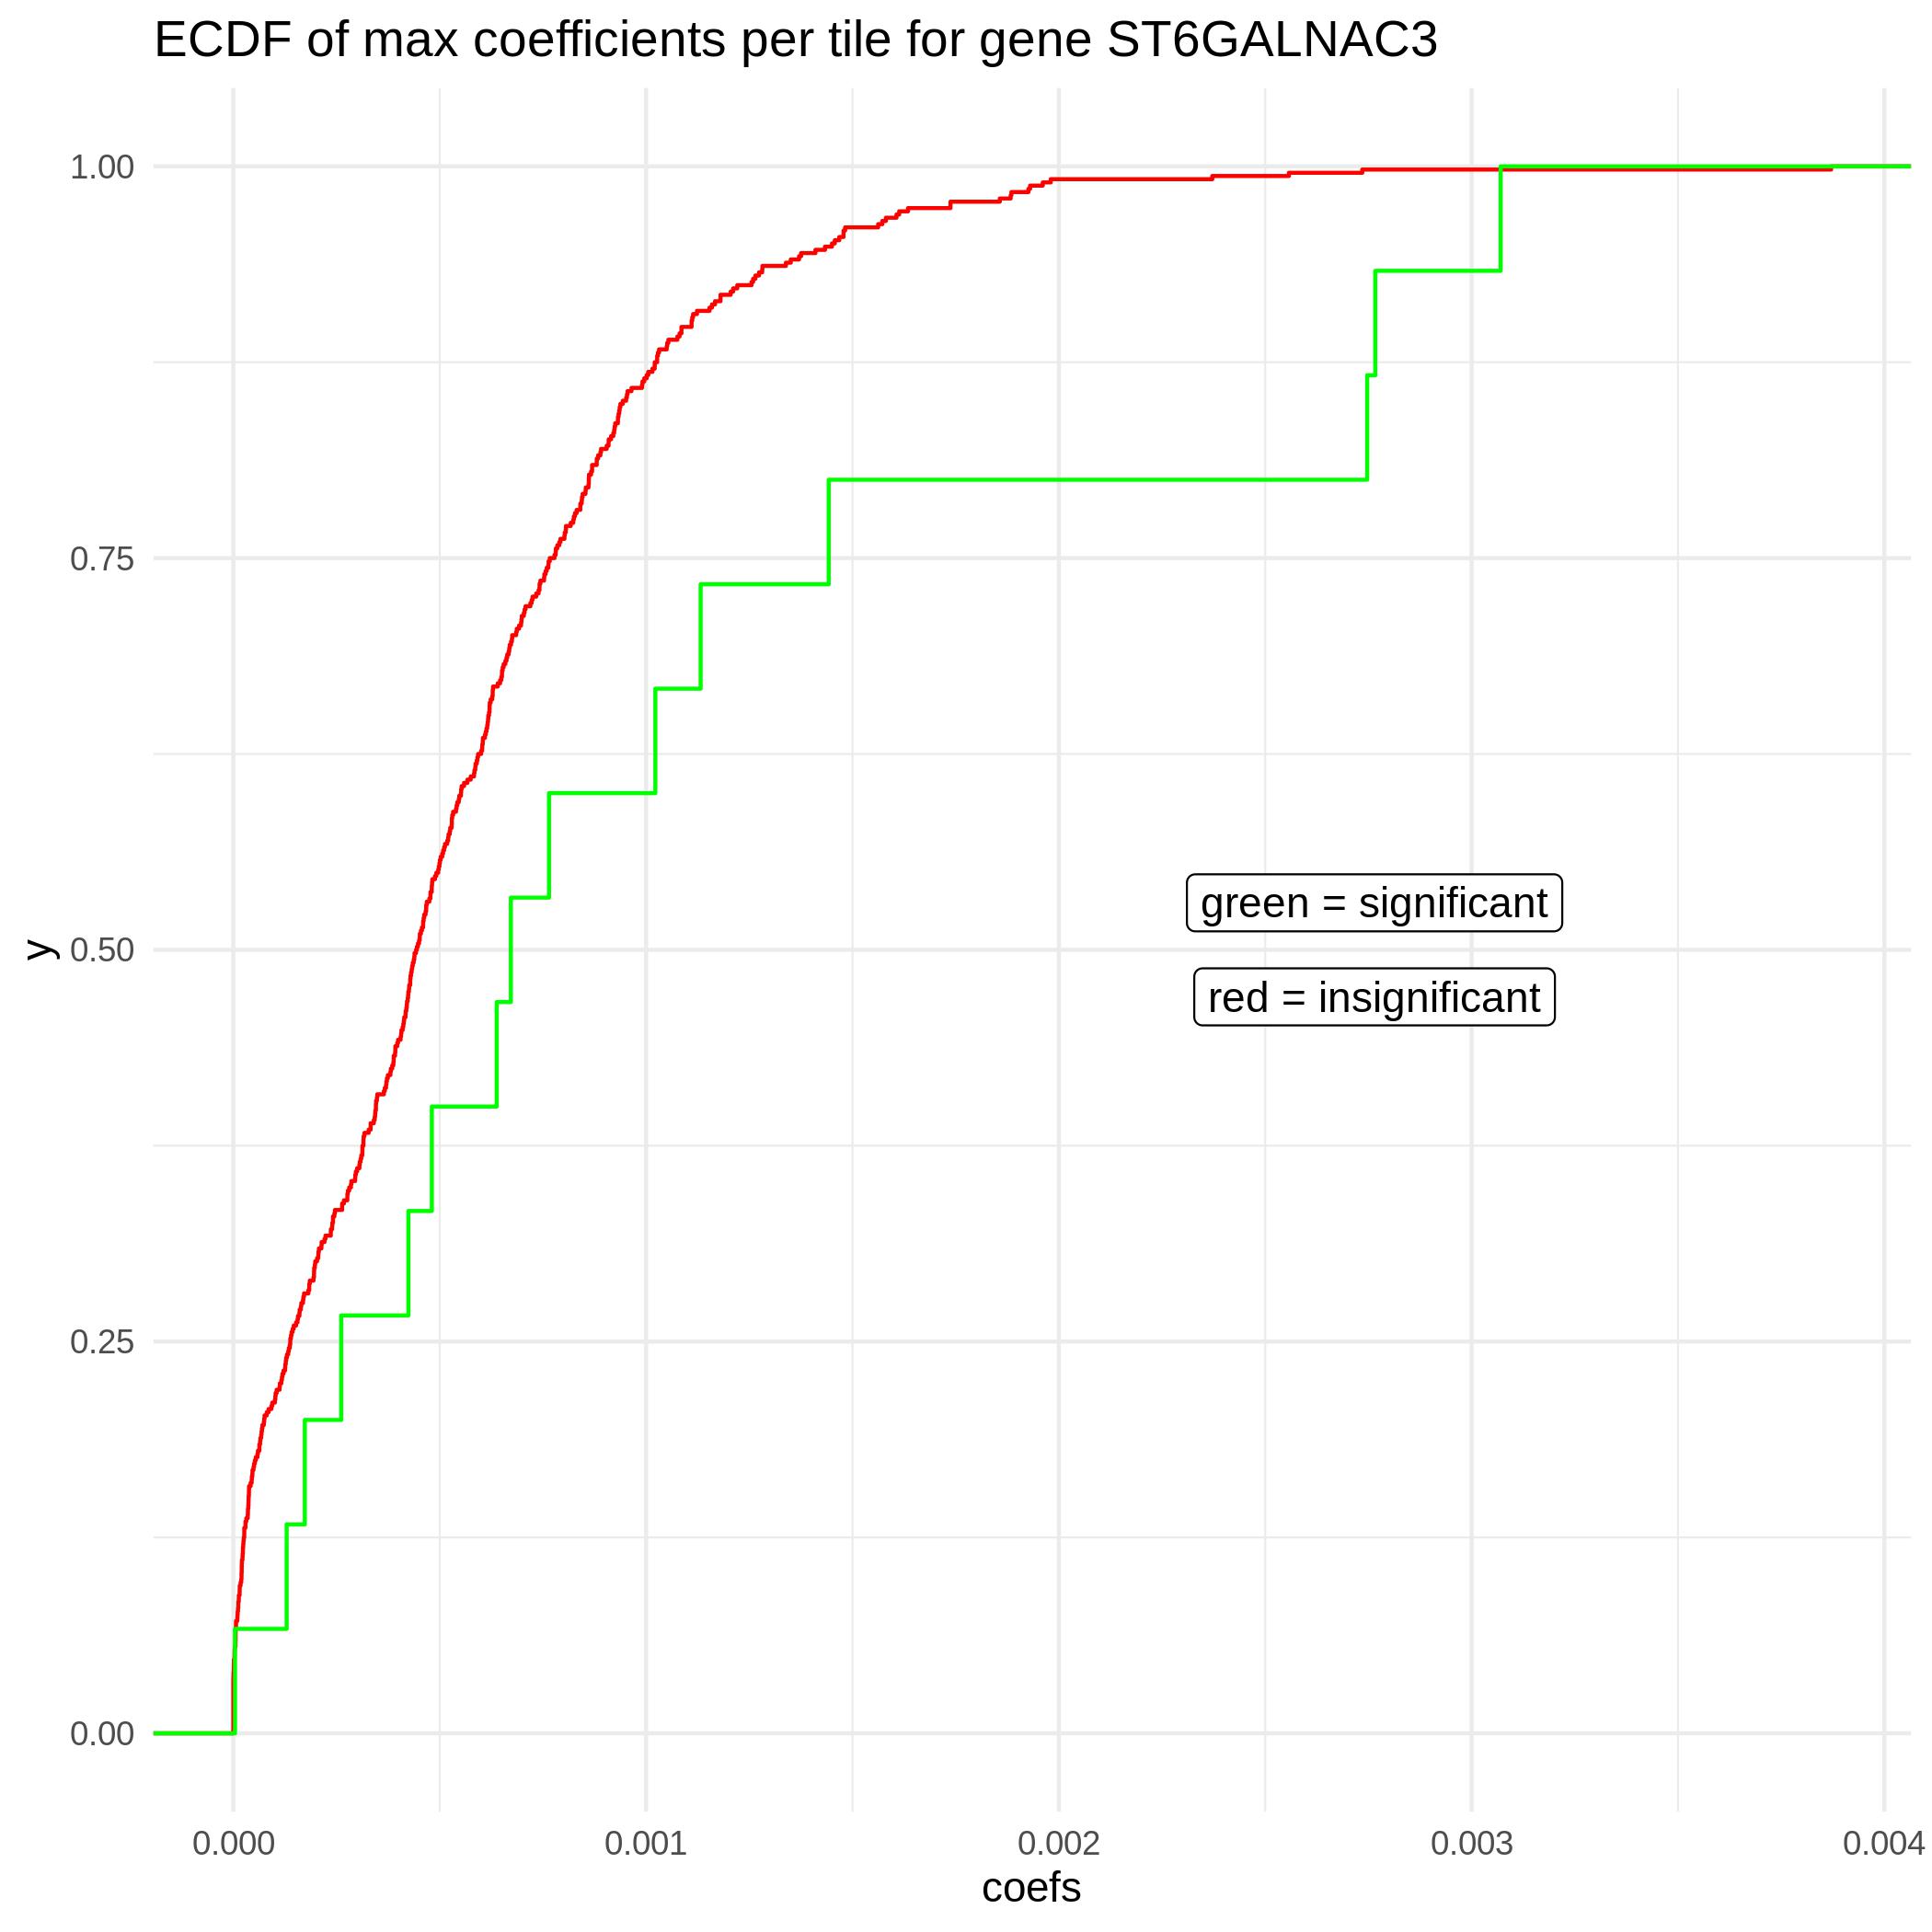 ECDF of max coefficients per tile for gene ST6GALNAC3
1.00
0.75
0.50
0.25
0.00
y
green = significant
red = insignificant
0.000 0.001 0.002 0.003 0.004
coefs